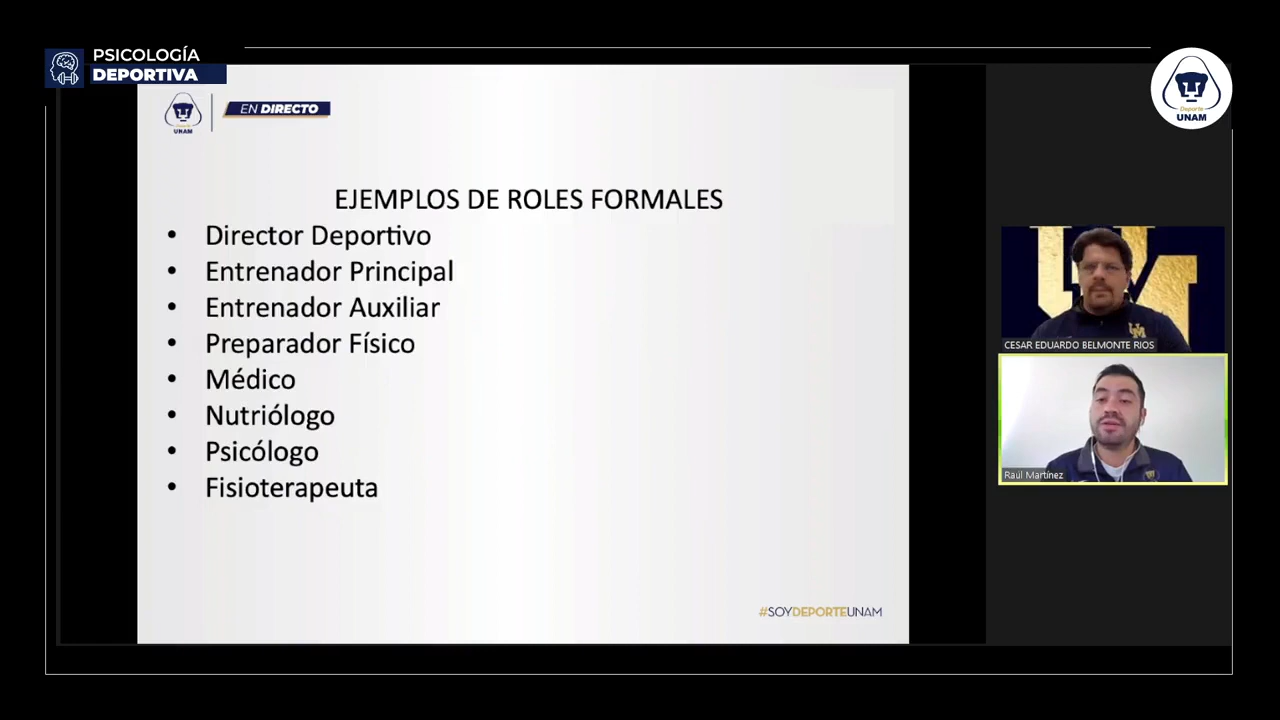 PSICOLOGÍA
DEPORTIVA
Deporte
UNAM
EN DIRECTO
Deporte
UNAM
EJEMPLOS DE ROLES FORMALES
• Director Deportivo
• Entrenador Principal
• Entrenador Auxiliar
• Preparador Físico
• Médico
• Nutriólogo
• Psicólogo
• Fisioterapeuta
#SOYDEPORTEUNAM
CESAR EDUARDO BELMONTE RIOS
Raúl Martínez